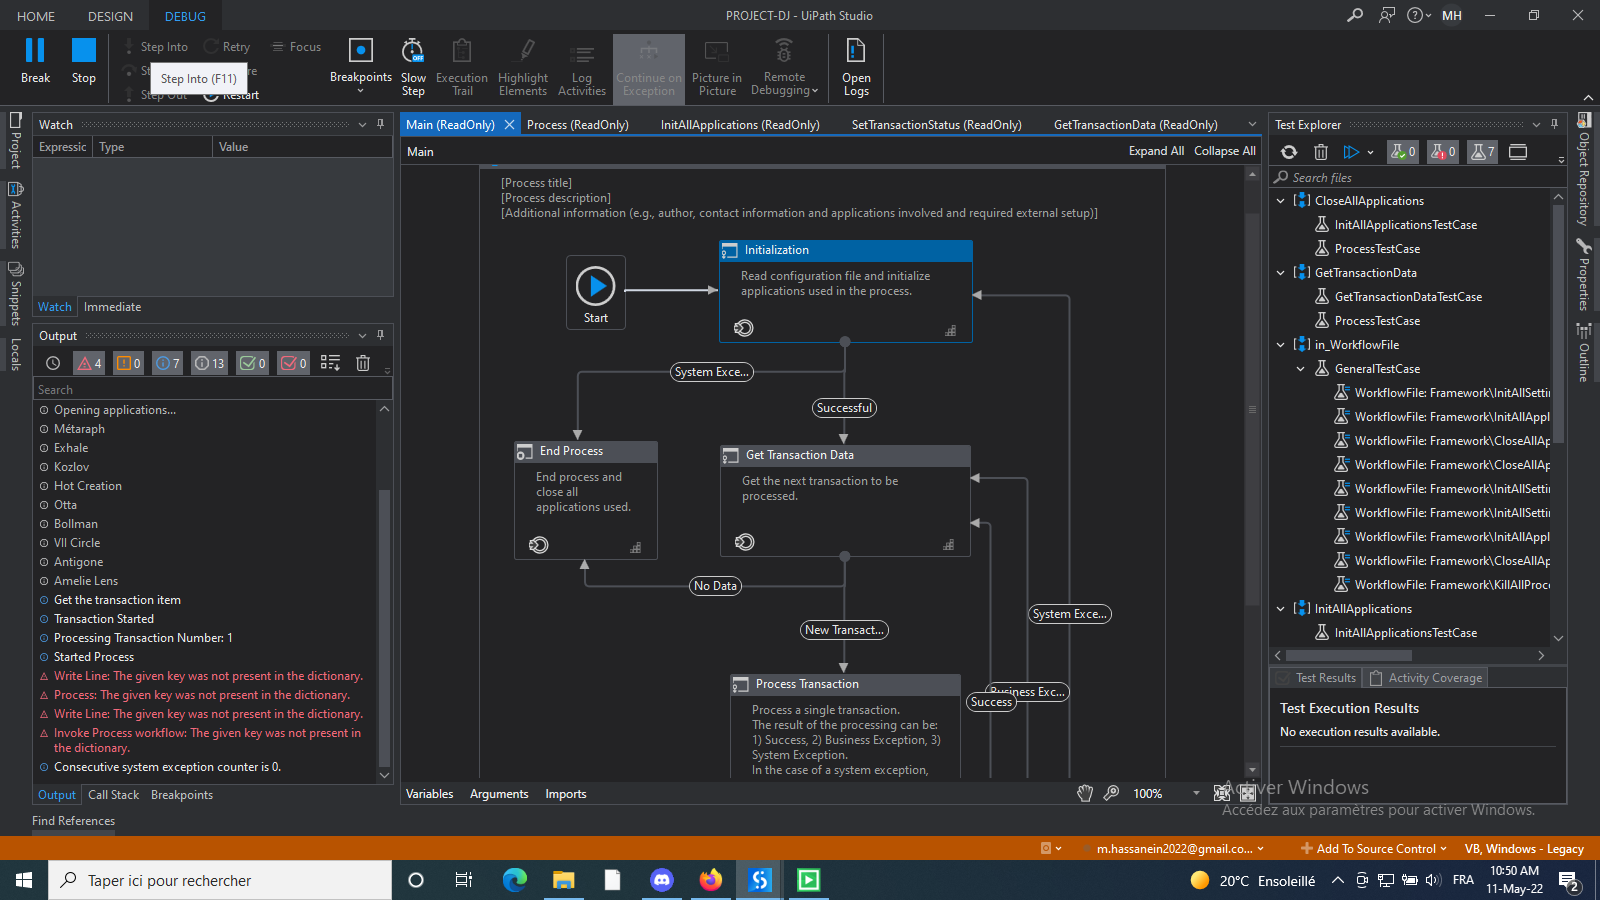 HOME
DESIGN
DEBUG
PROJECT-DJ - UiPath Studio
MH
Break
Stop
Step Into
Retry
Focus
Step Into (F11)
Step Out
Restart
Breakpoints
Slow
Step
Execution
Trail
Highlight
Elements
Log
Activities
Continue on
Exception
Picture in
Picture
Remote
Debugging
Open
Logs
Project
Activities
Snippets
Locals
Watch
Expressic
Type
Value
Watch
Immediate
Output
4
0
7
13
0
0
Search
Opening applications...
Métaraph
Exhale
Kozlov
Hot Creation
Otta
Bollman
VII Circle
Antigone
Amelie Lens
Get the transaction item
Transaction Started
Processing Transaction Number: 1
Started Process
Write Line: The given key was not present in the dictionary.
Process: The given key was not present in the dictionary.
Write Line: The given key was not present in the dictionary.
Invoke Process workflow: The given key was not present in
the dictionary.
Consecutive system exception counter is 0.
Output
Call Stack
Breakpoints
Find References
Main (ReadOnly)
Process (ReadOnly)
InitAllApplications (ReadOnly)
SetTransactionStatus (ReadOnly)
GetTransactionData (ReadOnly)
Main
Expand All
Collapse All
[Process title]
[Process description]
[Additional information (e.g., author, contact information and applications involved and required external setup)]
Start
Initialization
Read configuration file and initialize
applications used in the process.
System Exce...
Successful
End Process
End process and
close all
applications used.
Get Transaction Data
Get the next transaction to be
processed.
No Data
New Transact...
System Exce...
Business Exc...
Success
Process Transaction
Process a single transaction.
The result of the processing can be:
1) Success, 2) Business Exception, 3)
System Exception.
In the case of a system exception,
Variables
Arguments
Imports
100%
Test Explorer
0
0
7
Search files
CloseAllApplications
InitAllApplicationsTestCase
ProcessTestCase
GetTransactionData
GetTransactionDataTestCase
ProcessTestCase
in_WorkflowFile
GeneralTestCase
WorkflowFile: Framework\InitAllSetti
WorkflowFile: Framework\InitAllAppl
WorkflowFile: Framework\CloseAllAp
WorkflowFile: Framework\CloseAllAp
WorkflowFile: Framework\InitAllSetti
WorkflowFile: Framework\InitAllSetti
WorkflowFile: Framework\InitAllAppl
WorkflowFile: Framework\CloseAllAp
WorkflowFile: Framework\KillAllProc
InitAllApplications
InitAllApplicationsTestCase
Test Results
Activity Coverage
Test Execution Results
No execution results available.
Object Repository
Properties
Outline
Activer Windows
Accédez aux paramètres pour activer Windows.
m.hassanein2022@gmail.co...
Add To Source Control
VB, Windows - Legacy
Taper ici pour rechercher
20°C Ensoleillé
FRA
10:50 AM
11-May-22
2